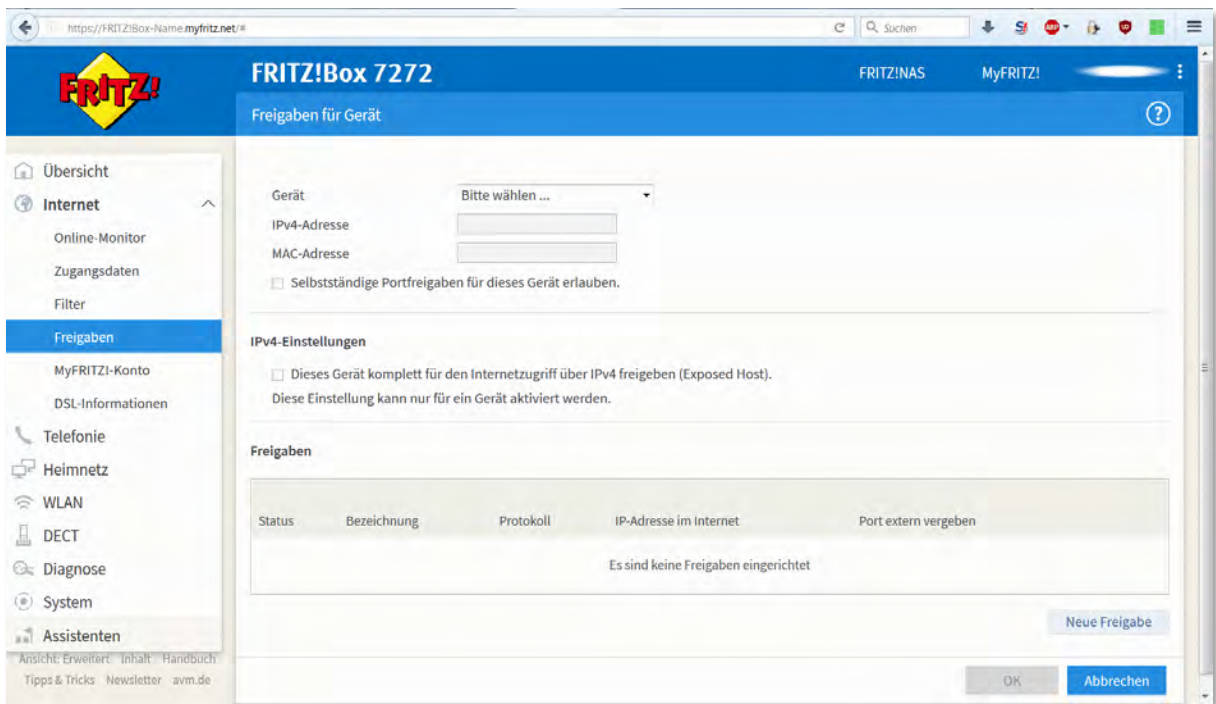 https://FRITZ!Box-Name.myfritz.net/#
Suchen
FRITZ!
FRITZ!Box 7272
FRITZ!NAS
MyFRITZ!
Freigaben für Gerät
?
Übersicht
Internet
Online-Monitor
Zugangsdaten
Filter
Freigaben
MyFRITZ!-Konto
DSL-Informationen
Telefonie
Heimnetz
WLAN
DECT
Diagnose
System
Assistenten
Ansicht: Erweitert Inhalt Handbuch
Tipps & Tricks Newsletter avm.de
Gerät Bitte wählen ...
IPv4-Adresse
MAC-Adresse
Selbstständige Portfreigaben für dieses Gerät erlauben.
IPv4-Einstellungen
Dieses Gerät komplett für den Internetzugriff über IPv4 freigeben (Exposed Host).
Diese Einstellung kann nur für ein Gerät aktiviert werden.
Freigaben
Status Bezeichnung Protokoll IP-Adresse im Internet Port extern vergeben
Es sind keine Freigaben eingerichtet
Neue Freigabe
OK Abbrechen